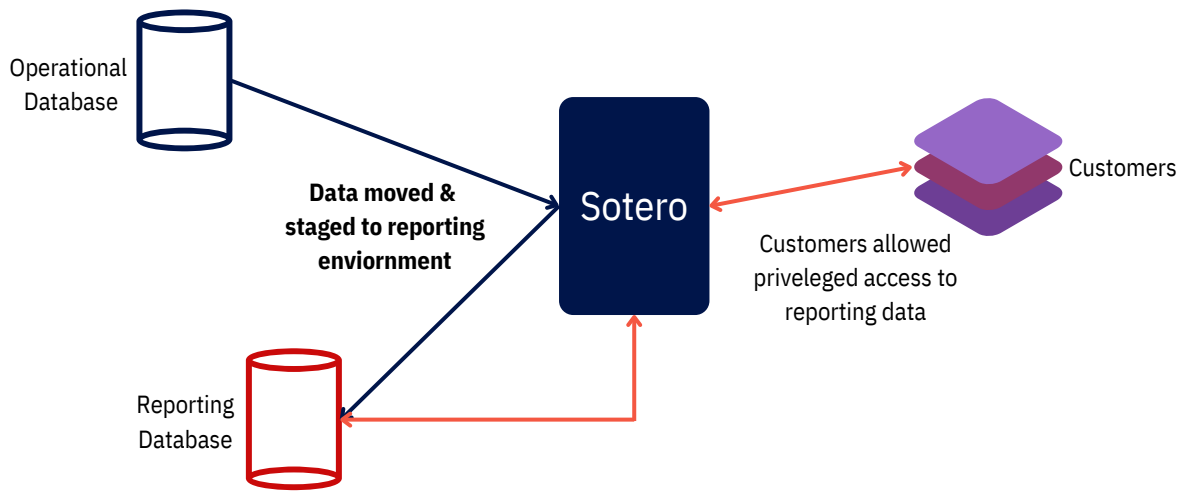 Operational
Database
Data moved &
staged to reporting
enviornment
Sotero
Customers
Customers allowed
priveleged access to
reporting data
Reporting
Database